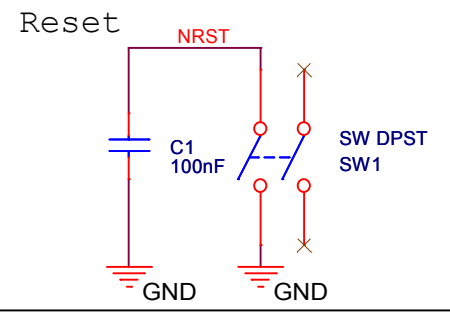 Reset
NRST
C1
100nF
SW DPST
SW1
GND
GND